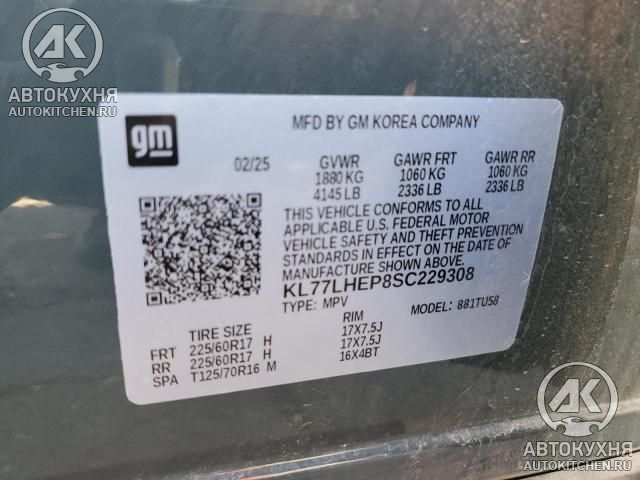 AK
АВТОКУХНЯ
AUTOKITCHEN.RU
gm
MFD BY GM KOREA COMPANY
02/25
GVWR GAWR FRT GAWR RR
1880 KG 1060 KG 1060 KG
4145 LB 2336 LB 2336 LB
THIS VEHICLE CONFORMS TO ALL
APPLICABLE U.S. FEDERAL MOTOR
VEHICLE SAFETY AND THEFT PREVENTION
STANDARDS IN EFFECT ON THE DATE OF
MANUFACTURE SHOWN ABOVE.
KL77LHEP8SC229308
TYPE: MPV MODEL: 881TU58
TIRE SIZE RIM
FRT 225/60R17 H 17X7.5J
RR 225/60R17 H 17X7.5J
SPA T125/70R16 M 16X4BT
AK
АВТОКУХНЯ
AUTOKITCHEN.RU